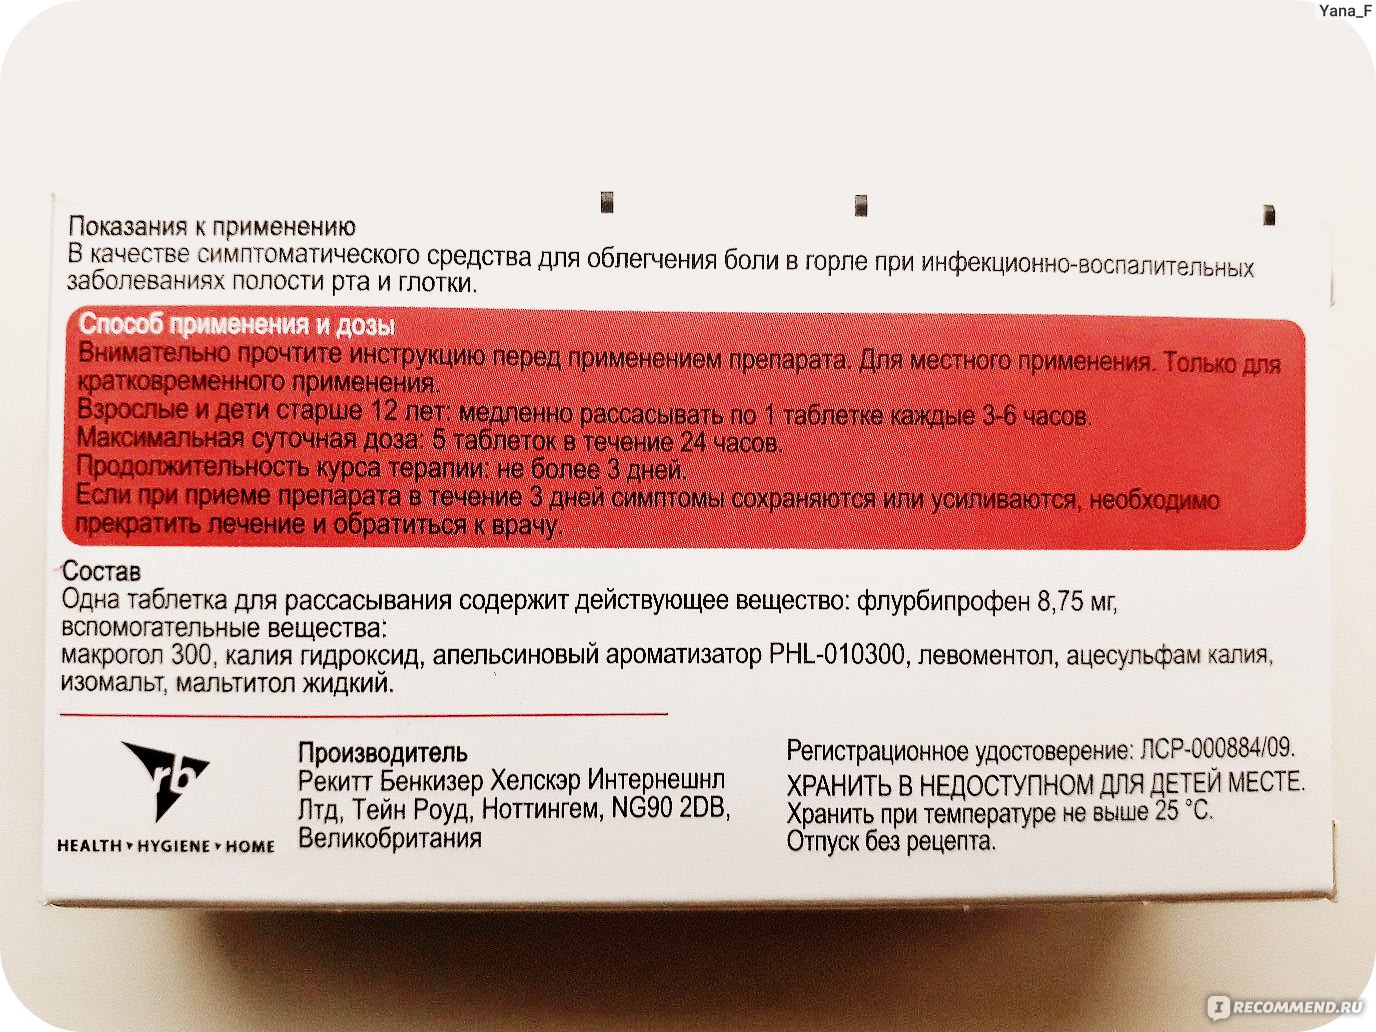 Yana_F
Показания к применению
В качестве симптоматического средства для облегчения боли в горле при инфекционно-воспалительных
заболеваниях полости рта и глотки.
Способ применения и дозы
Внимательно прочтите инструкцию перед применением препарата. Для местного применения. Только для
кратковременного применения.
Взрослые и дети старше 12 лет: медленно рассасывать по 1 таблетке каждые 3-6 часов.
Максимальная суточная доза: 5 таблеток в течение 24 часов.
Продолжительность курса терапии: не более 3 дней.
Если при приеме препарата в течение 3 дней симптомы сохраняются или усиливаются, необходимо
прекратить лечение и обратиться к врачу.
Состав
Одна таблетка для рассасывания содержит действующее вещество: флурбипрофен 8,75 мг,
вспомогательные вещества:
макрогол 300, калия гидроксид, апельсиновый ароматизатор PHL-010300, левоментол, ацесульфам калия,
изомальт, мальтитол жидкий.
rb
HEALTH HYGIENE HOME
Производитель
Рекитт Бенкизер Хелскэр Интернешнл
Лтд, Тейн Роуд, Ноттингем, NG90 2DB,
Великобритания
Регистрационное удостоверение: ЛСР-000884/09.
ХРАНИТЬ В НЕДОСТУПНОМ ДЛЯ ДЕТЕЙ МЕСТЕ.
Хранить при температуре не выше 25 °C.
Отпуск без рецепта.
IRECOMMEND.RU